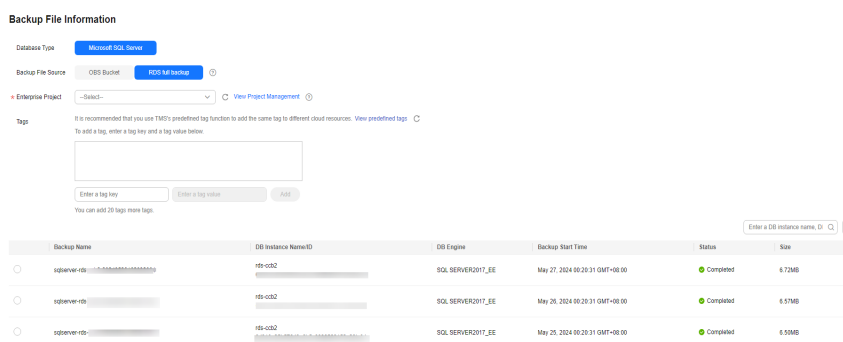 Backup File Information
Database Type Microsoft SQL Server
Backup File Source OBS Bucket RDS full backup
* Enterprise Project --Select-- View Project Management
Tags It is recommended that you use TMS's predefined tag function to add the same tag to different cloud resources. View predefined tags
To add a tag, enter a tag key and a tag value below.
Enter a tag key Enter a tag value Add
You can add 20 tags more tags.
Enter a DB instance name, DI
Backup Name DB Instance Name/ID DB Engine Backup Start Time Status Size
sqlserver-rds rds-ccb2 SQL SERVER2017_EE May 27, 2024 00:20:31 GMT+08:00 Completed 6.72MB
sqlserver-rds rds-ccb2 SQL SERVER2017_EE May 26, 2024 00:20:31 GMT+08:00 Completed 6.57MB
sqlserver-rds- rds-ccb2 SQL SERVER2017_EE May 25, 2024 00:20:31 GMT+08:00 Completed 6.50MB